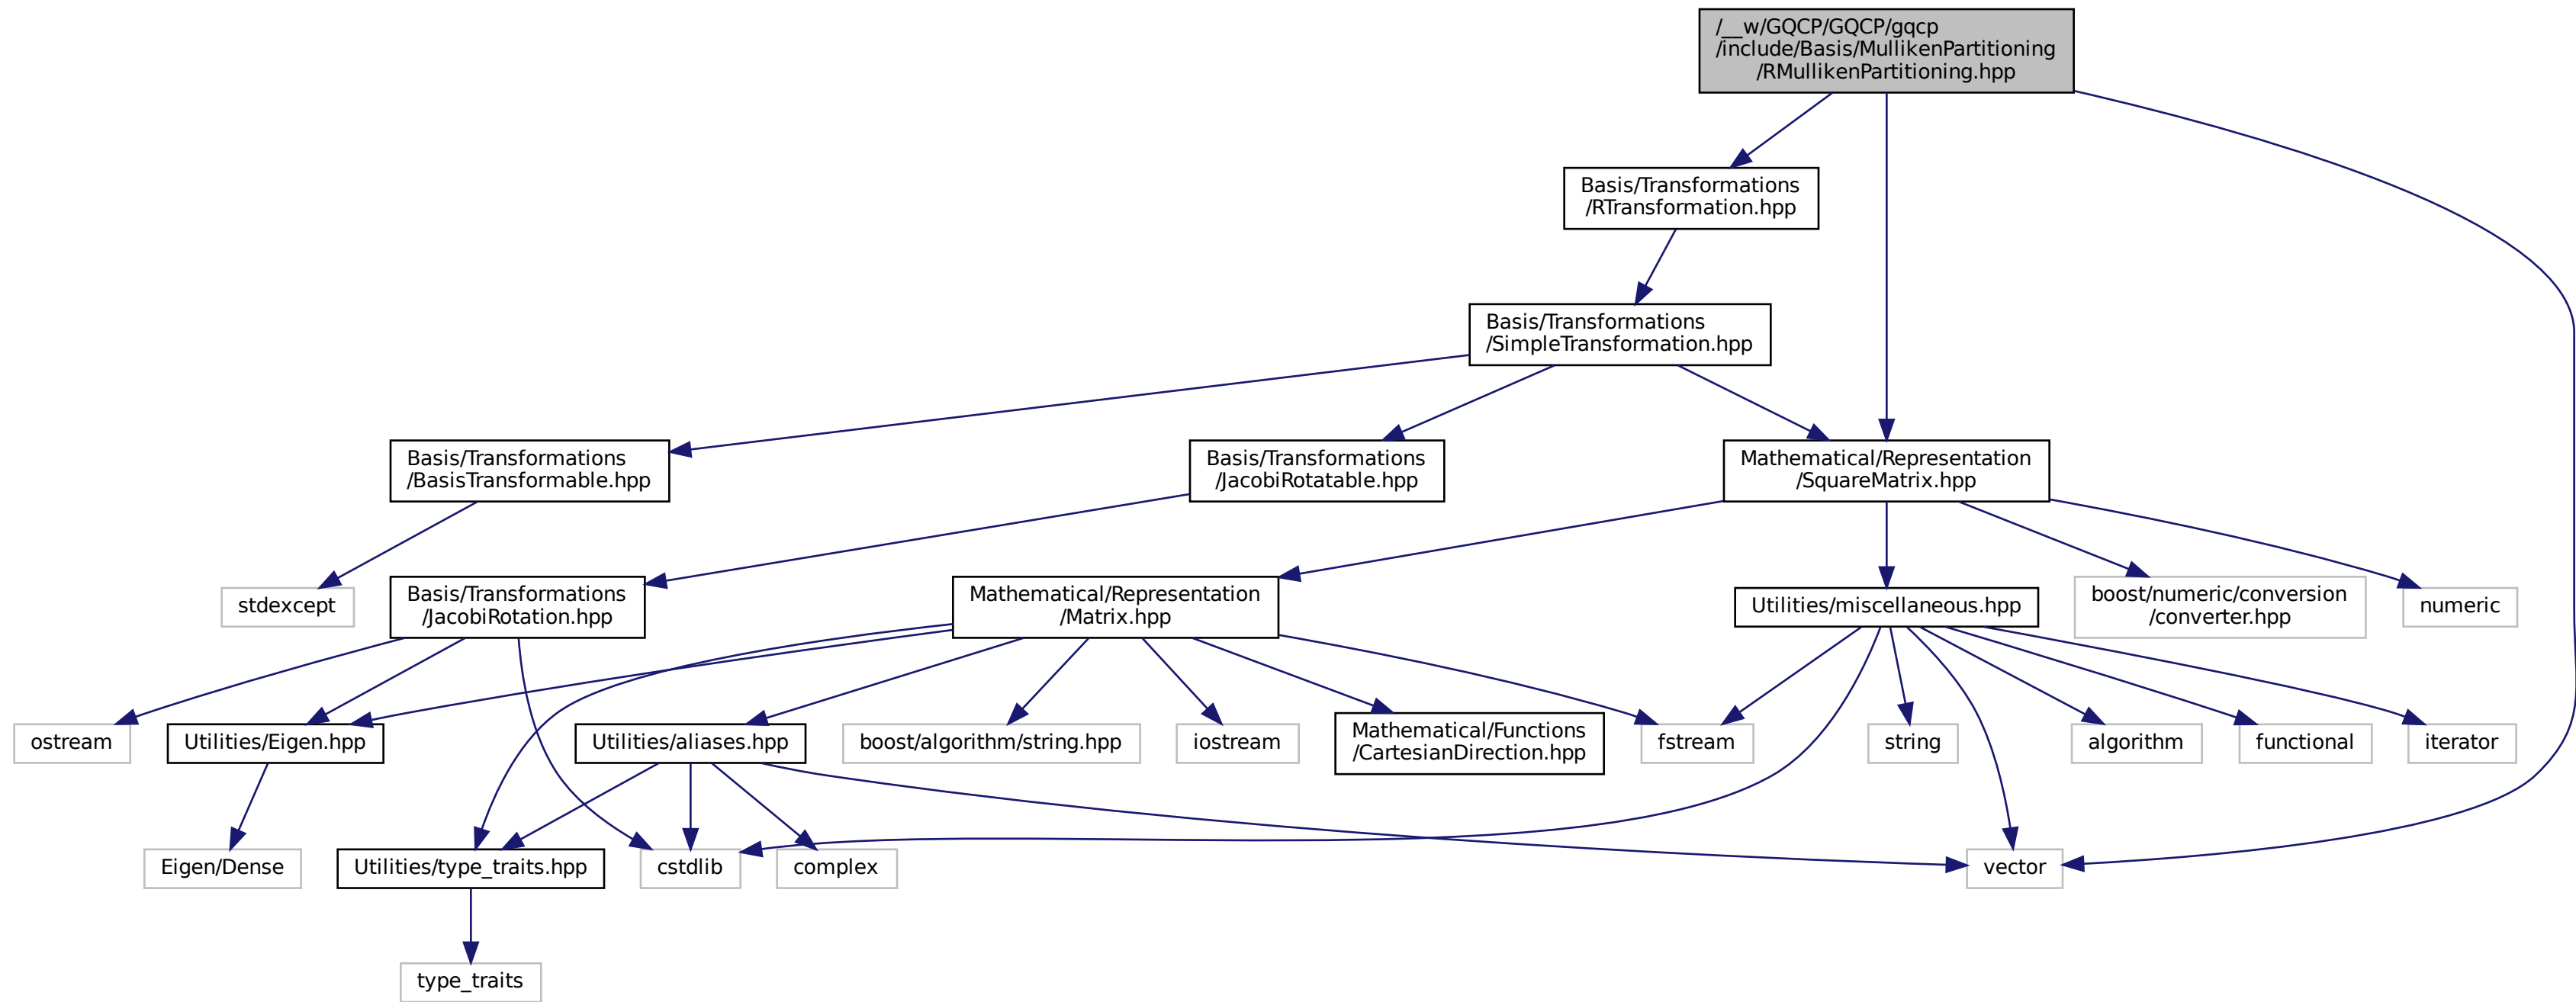 /__w/GQCP/GQCP/gqcp
/include/Basis/MullikenPartitioning
/RMullikenPartitioning.hpp
Basis/Transformations
/RTransformation.hpp
Basis/Transformations
/SimpleTransformation.hpp
Basis/Transformations
/BasisTransformable.hpp
Basis/Transformations
/JacobiRotatable.hpp
Mathematical/Representation
/SquareMatrix.hpp
stdexcept
Basis/Transformations
/JacobiRotation.hpp
Mathematical/Representation
/Matrix.hpp
Utilities/miscellaneous.hpp
boost/numeric/conversion
/converter.hpp
numeric
ostream
Utilities/Eigen.hpp
Utilities/aliases.hpp
boost/algorithm/string.hpp
iostream
Mathematical/Functions
/CartesianDirection.hpp
fstream
string
algorithm
functional
iterator
Eigen/Dense
Utilities/type_traits.hpp
cstdlib
complex
vector
type_traits